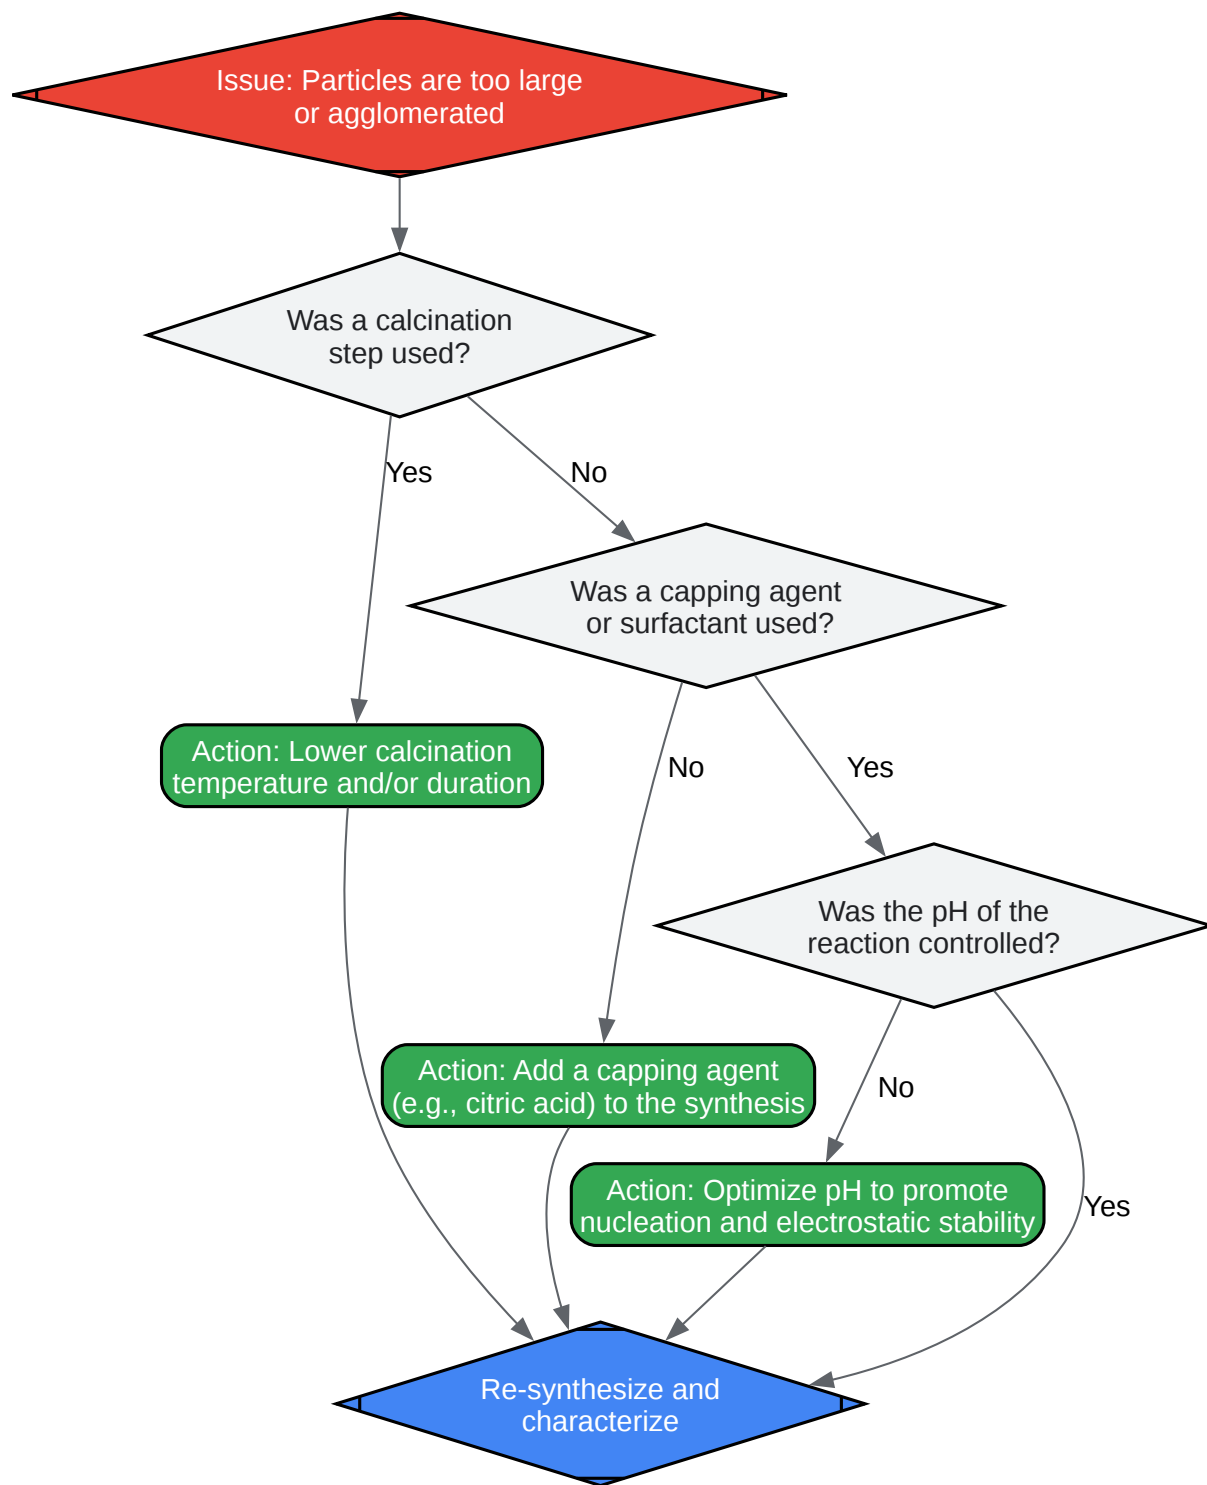 Issue: Particles are too large
or agglomerated
Was a calcination
step used?
Yes
No
Was a capping agent
or surfactant used?
Action: Lower calcination
temperature and/or duration
No
Yes
Was the pH of the
reaction controlled?
Action: Add a capping agent
(e.g., citric acid) to the synthesis
No
Action: Optimize pH to promote
nucleation and electrostatic stability
Yes
Re-synthesize and
characterize